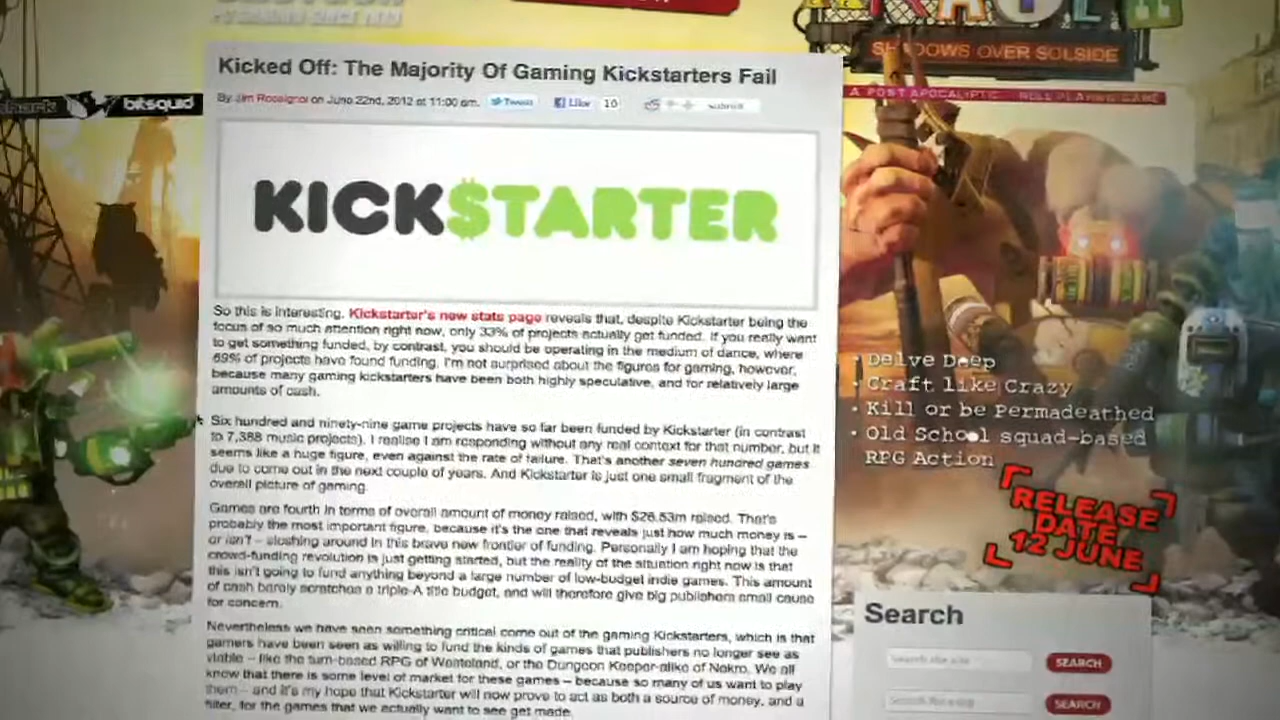 SHADOWS OVER SOLSIDE
A POST APOCALYPTIC ROLE PLAYING GAME
Kicked Off: The Majority Of Gaming Kickstarters Fail
By Jim Rossignol on June 22nd, 2012 at 11:00 am.
Tweet
Like
10
submit
bitsquid
KICK$TARTER
So this is interesting. Kickstarter's new stats page reveals that, despite Kickstarter being the
focus of so much attention right now, only 33% of projects actually get funded. If you really want
to get something funded, by contrast, you should be operating in the medium of dance, where
69% of projects have found funding. I'm not surprised about the figures for gaming, however,
because many gaming kickstarters have been both highly speculative, and for relatively large
amounts of cash.
Six hundred and ninety-nine game projects have so far been funded by Kickstarter (in contrast
to 7,388 music projects). I realise I am responding without any real context for that number, but it
seems like a huge figure, even against the rate of failure. That's another seven hundred games
due to come out in the next couple of years. And Kickstarter is just one small fragment of the
overall picture of gaming.
Games are fourth in terms of overall amount of money raised, with $26.53m raised. That's
probably the most important figure, because it's the one that reveals just how much money is –
or isn't – sloshing around in this brave new frontier of funding. Personally I am hoping that the
crowd-funding revolution is just getting started, but the reality of the situation right now is that
this isn't going to fund anything beyond a large number of low-budget indie games. This amount
of cash barely scratches a triple-A title budget, and will therefore give big publishers small cause
for concern.
Nevertheless we have seen something critical come out of the gaming Kickstarters, which is that
gamers have been seen as willing to fund the kinds of games that publishers no longer see as
viable – like the turn-based RPG of Wasteland, or the Dungeon Keeper-alike of Nekro. We all
know that there is some level of market for these games – because so many of us want to play
them – and it's my hope that Kickstarter will now prove to act as both a source of money, and a
filter, for the games that we actually want to see get made.
• Delve Deep
• Craft like Crazy
• Kill or be Permadeathed
• Old School squad-based
RPG Action
RELEASE
DATE
12 JUNE
Search
Search the site
SEARCH
SEARCH